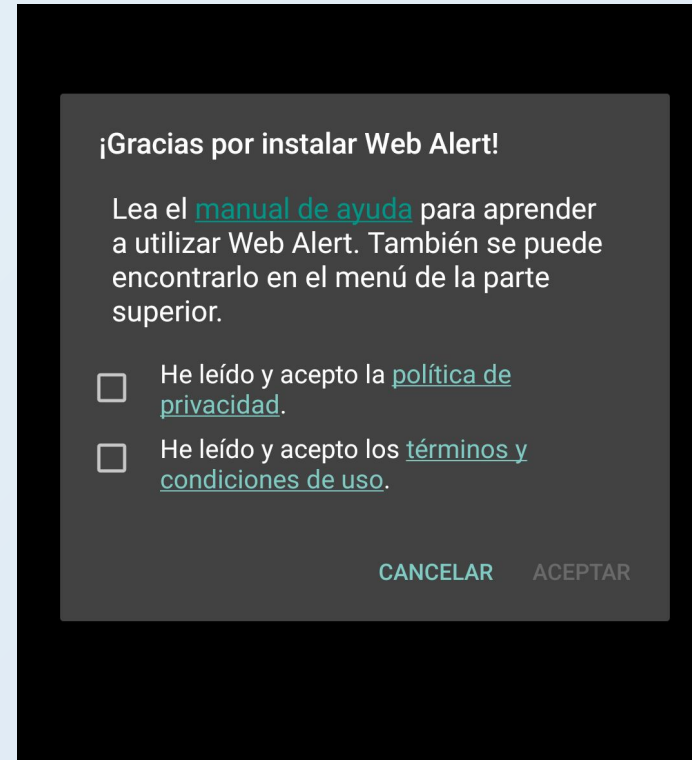 ¡Gracias por instalar Web Alert!
Lea el manual de ayuda para aprender
a utilizar Web Alert. También se puede
encontrarlo en el menú de la parte
superior.
He leído y acepto la política de
privacidad.
He leído y acepto los términos y
condiciones de uso.
CANCELAR ACEPTAR